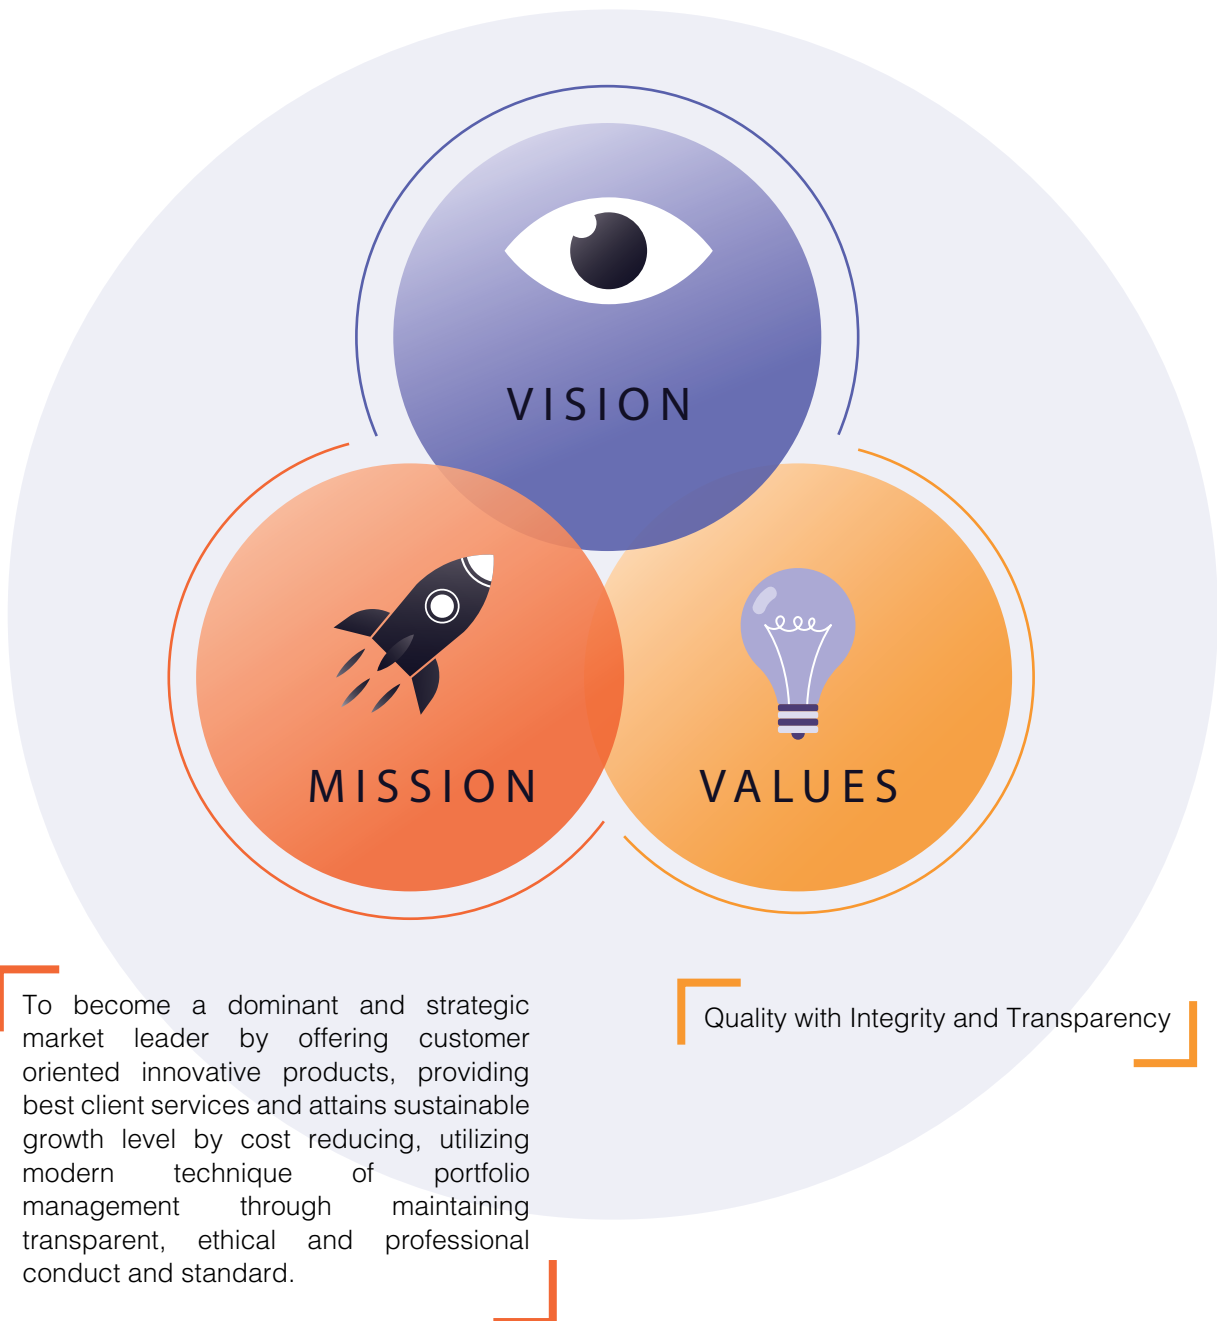 VISION
MISSION
VALUES
To become a dominant and strategic
market leader by offering customer
oriented innovative products, providing
best client services and attains sustainable
growth level by cost reducing, utilizing
modern technique of portfolio
management through maintaining
transparent, ethical and professional
conduct and standard.
Quality with Integrity and Transparency